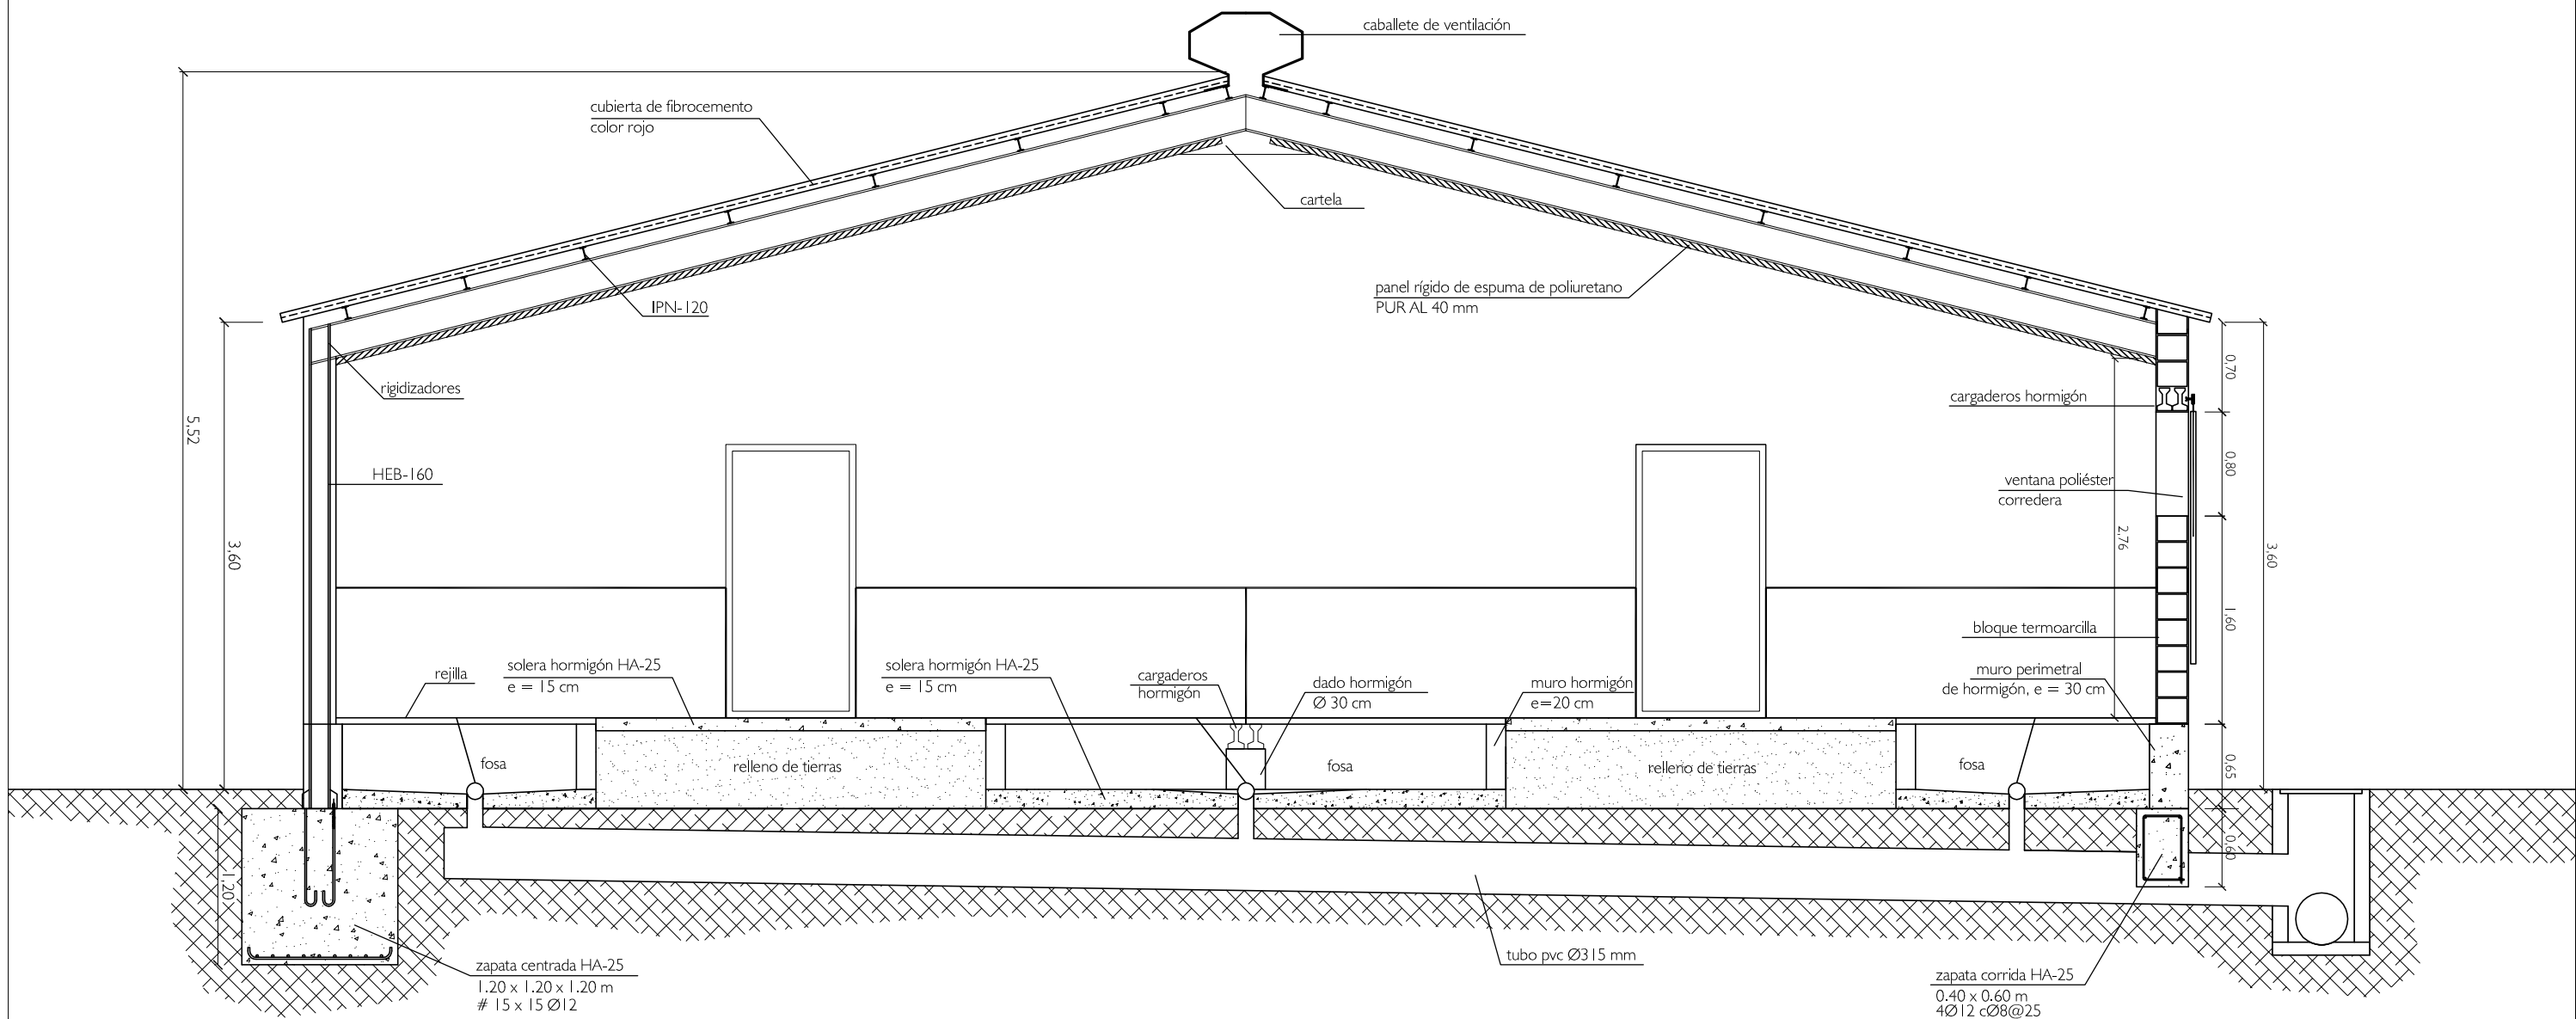 caballete de ventilación
cubierta de fibrocemento
color rojo
cartela
panel rígido de espuma de poliuretano
PUR AL 40 mm
IPN-120
rigidizadores
0,70
cargaderos hormigón
5,52
HEB-160
0,80
ventana poliéster
corredera
3,60
2,76
3,60
1,60
bloque termoarcilla
rejilla
solera hormigón HA-25
e = 15 cm
solera hormigón HA-25
e = 15 cm
cargaderos
hormigón
dado hormigón
Ø 30 cm
muro hormigón
e=20 cm
muro perimetral
de hormigón, e = 30 cm
fosa
relleno de tierras
fosa
relleno de tierras
fosa
0,65
0,60
1,20
tubo pvc Ø315 mm
zapata centrada HA-25
1.20 x 1.20 x 1.20 m
# 15 x 15 Ø12
zapata corrida HA-25
0.40 x 0.60 m
4Ø12 cØ8@25